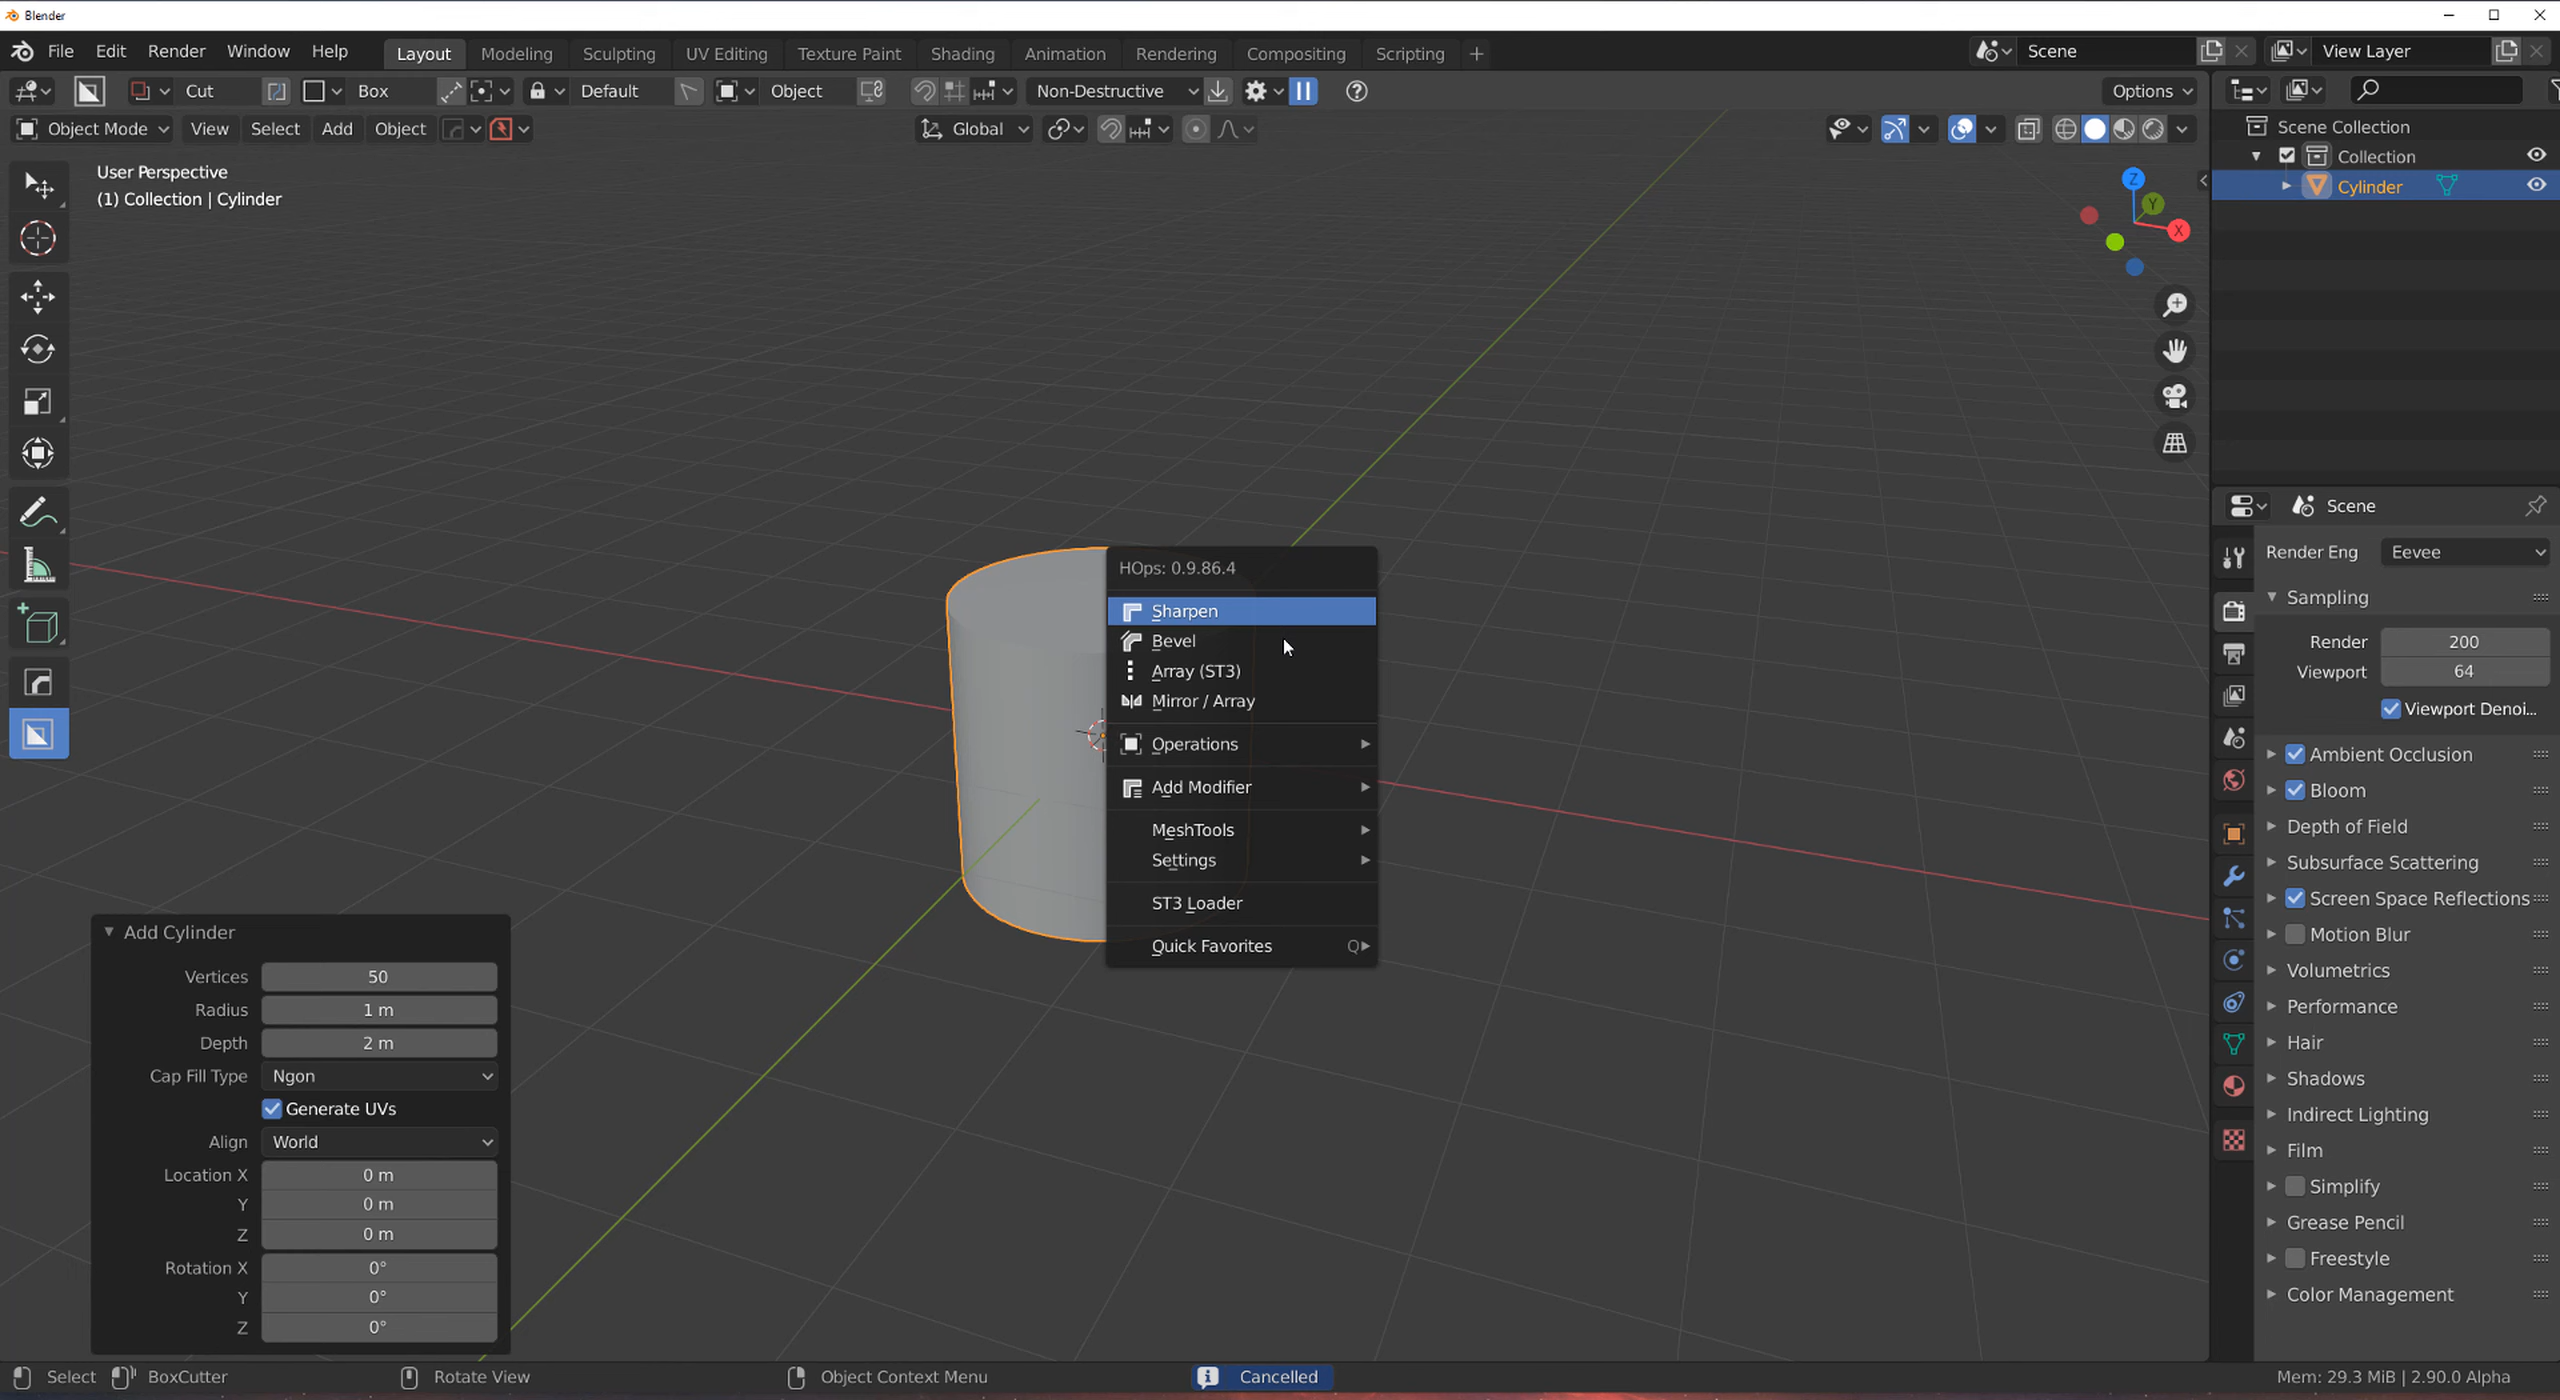 Blender
File Edit Render Window Help Layout Modeling Sculpting UV Editing Texture Paint Shading Animation Rendering Compositing Scripting + Scene View Layer
Cut Box Default Object Non-Destructive Options
Object Mode View Select Add Object Global
User Perspective
(1) Collection | Cylinder
Z
Y
X
Scene Collection
Collection
Cylinder
HOps: 0.9.86.4
Sharpen
Bevel
Array (ST3)
Mirror / Array
Operations
Add Modifier
MeshTools
Settings
ST3 Loader
Quick Favorites Q
Add Cylinder
Vertices 50
Radius 1 m
Depth 2 m
Cap Fill Type Ngon
Generate UVs
Align World
Location X 0 m
Y 0 m
Z 0 m
Rotation X 0°
Y 0°
Z 0°
Scene
Render Eng Eevee
Sampling
Render 200
Viewport 64
Viewport Denoi...
Ambient Occlusion
Bloom
Depth of Field
Subsurface Scattering
Screen Space Reflections
Motion Blur
Volumetrics
Performance
Hair
Shadows
Indirect Lighting
Film
Simplify
Grease Pencil
Freestyle
Color Management
Select BoxCutter Rotate View Object Context Menu Cancelled Mem: 29.3 MiB | 2.90.0 Alpha